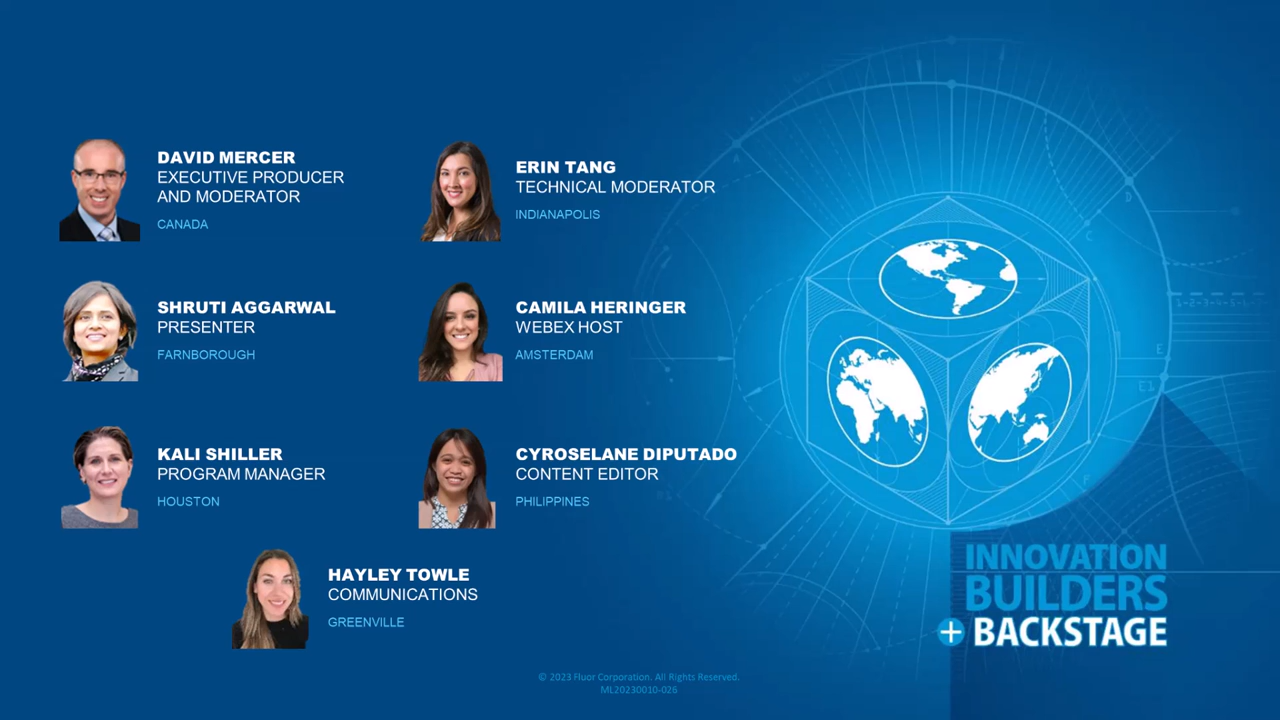 DAVID MERCER
EXECUTIVE PRODUCER
AND MODERATOR
CANADA
ERIN TANG
TECHNICAL MODERATOR
INDIANAPOLIS
SHRUTI AGGARWAL
PRESENTER
FARNBOROUGH
CAMILA HERINGER
WEBEX HOST
AMSTERDAM
KALI SHILLER
PROGRAM MANAGER
HOUSTON
CYROSELANE DIPUTADO
CONTENT EDITOR
PHILIPPINES
HAYLEY TOWLE
COMMUNICATIONS
GREENVILLE
A
D
C
E
E1
F
INNOVATION
BUILDERS
+ BACKSTAGE
© 2023 Fluor Corporation. All Rights Reserved.
ML20230010-026